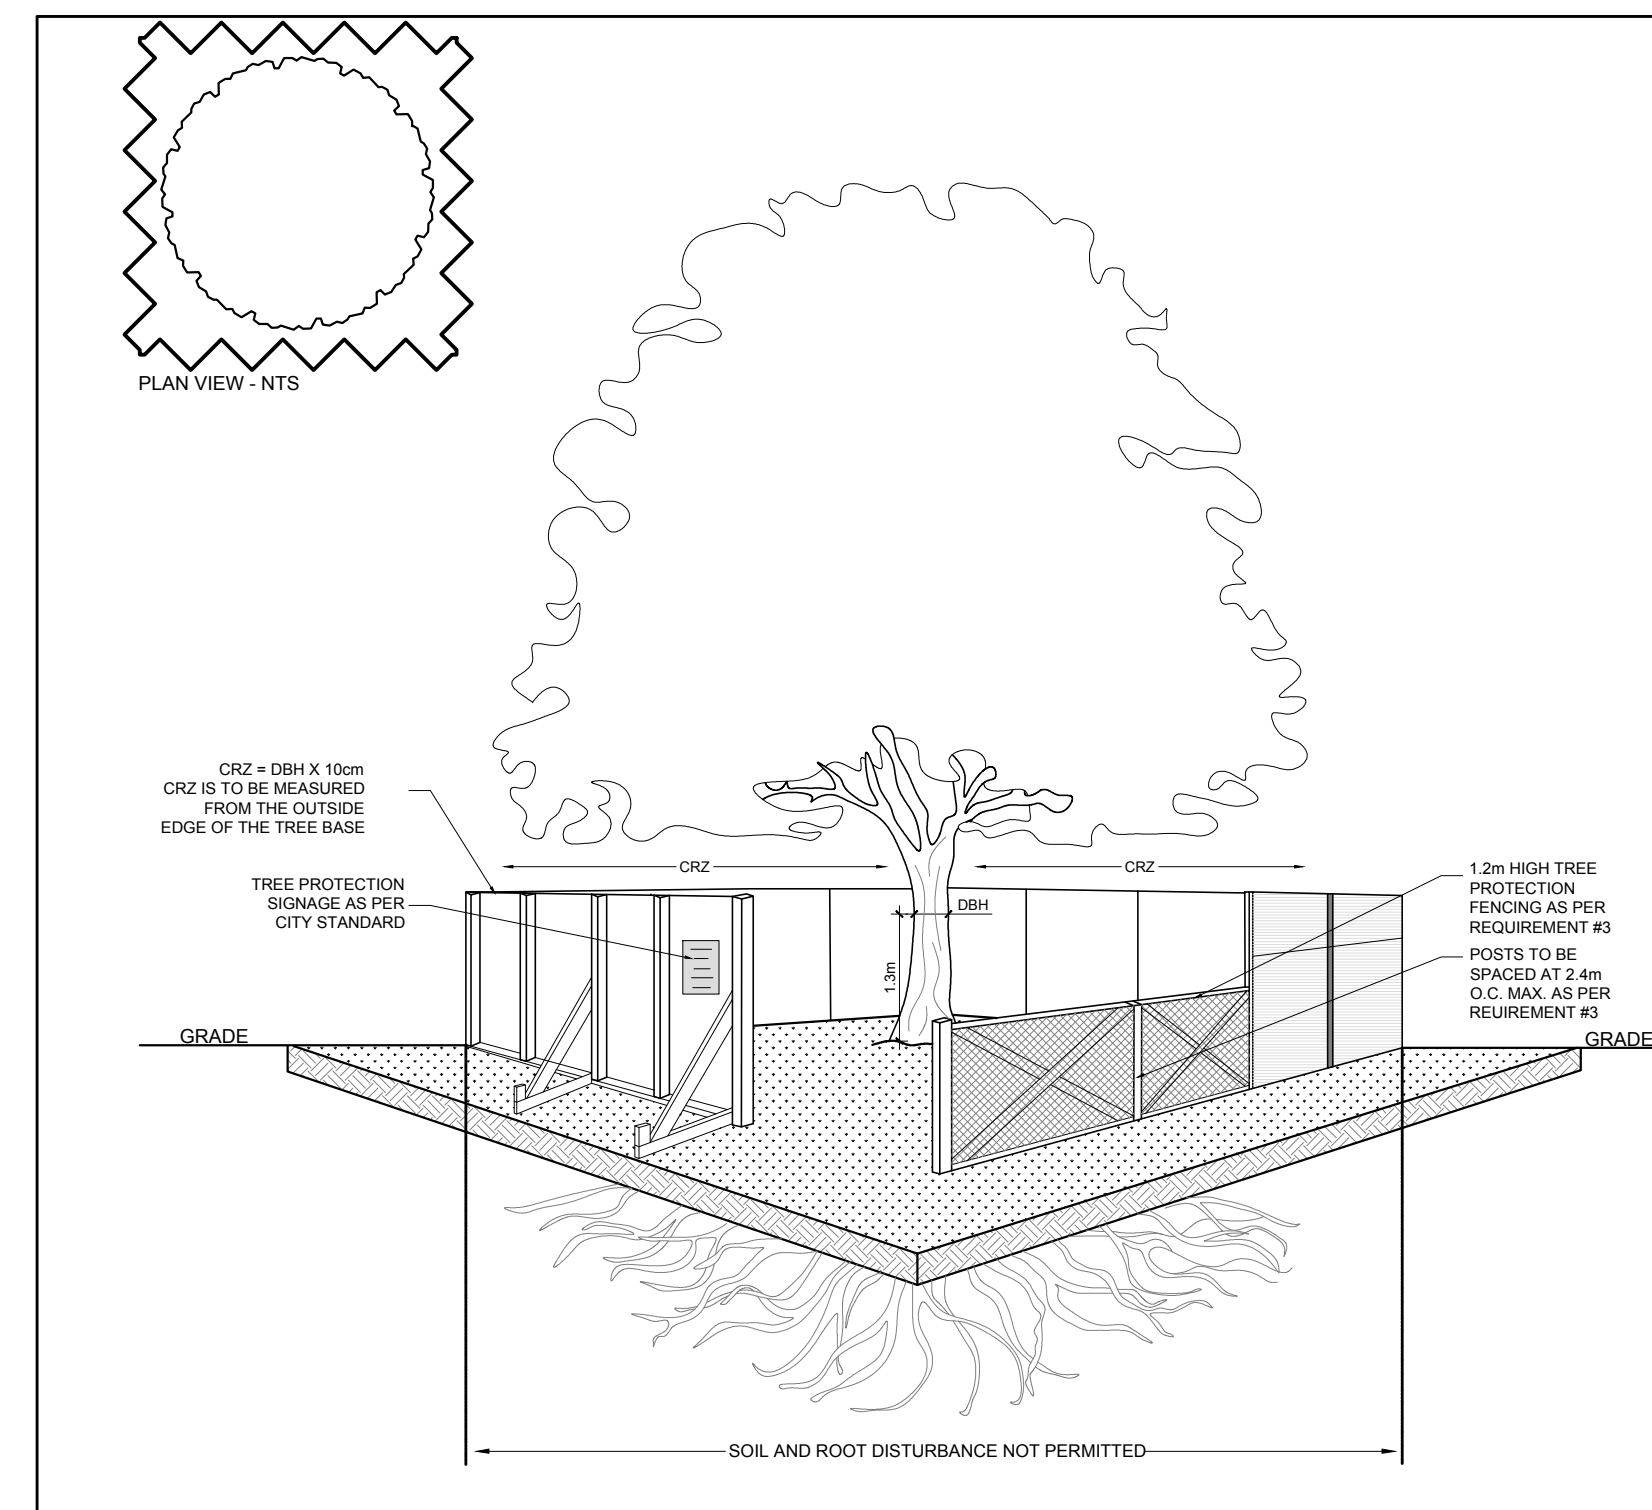 PLAN VIEW - NTS
CRZ = DBH X 10cm
CRZ IS TO BE MEASURED
FROM THE OUTSIDE
EDGE OF THE TREE BASE
TREE PROTECTION
SIGNAGE AS PER
CITY STANDARD
CRZ
CRZ
DBH
1.3m
1.2m HIGH TREE
PROTECTION
FENCING AS PER
REQUIREMENT #3
POSTS TO BE
SPACED AT 2.4m
O.C. MAX. AS PER
REUIREMENT #3
GRADE
GRADE
SOIL AND ROOT DISTURBANCE NOT PERMITTED